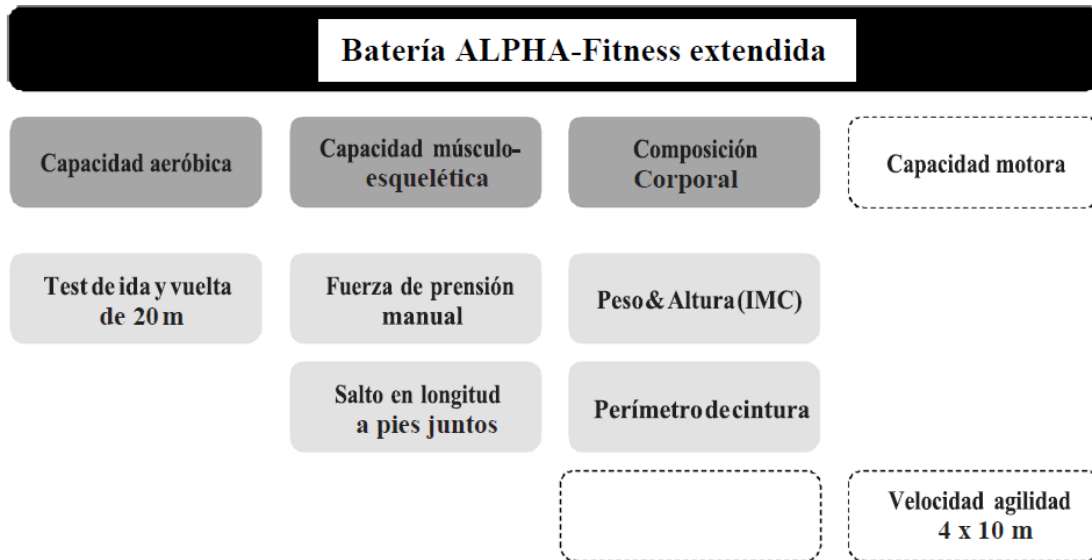 Batería ALPHA-Fitness extendida
Capacidad aeróbica
Capacidad músculo-
esquelética
Composición
Corporal
Capacidad motora
Test de ida y vuelta
de 20 m
Fuerza de prensión
manual
Peso & Altura (IMC)
Salto en longitud
a pies juntos
Perímetro de cintura
Velocidad agilidad
4 x 10 m